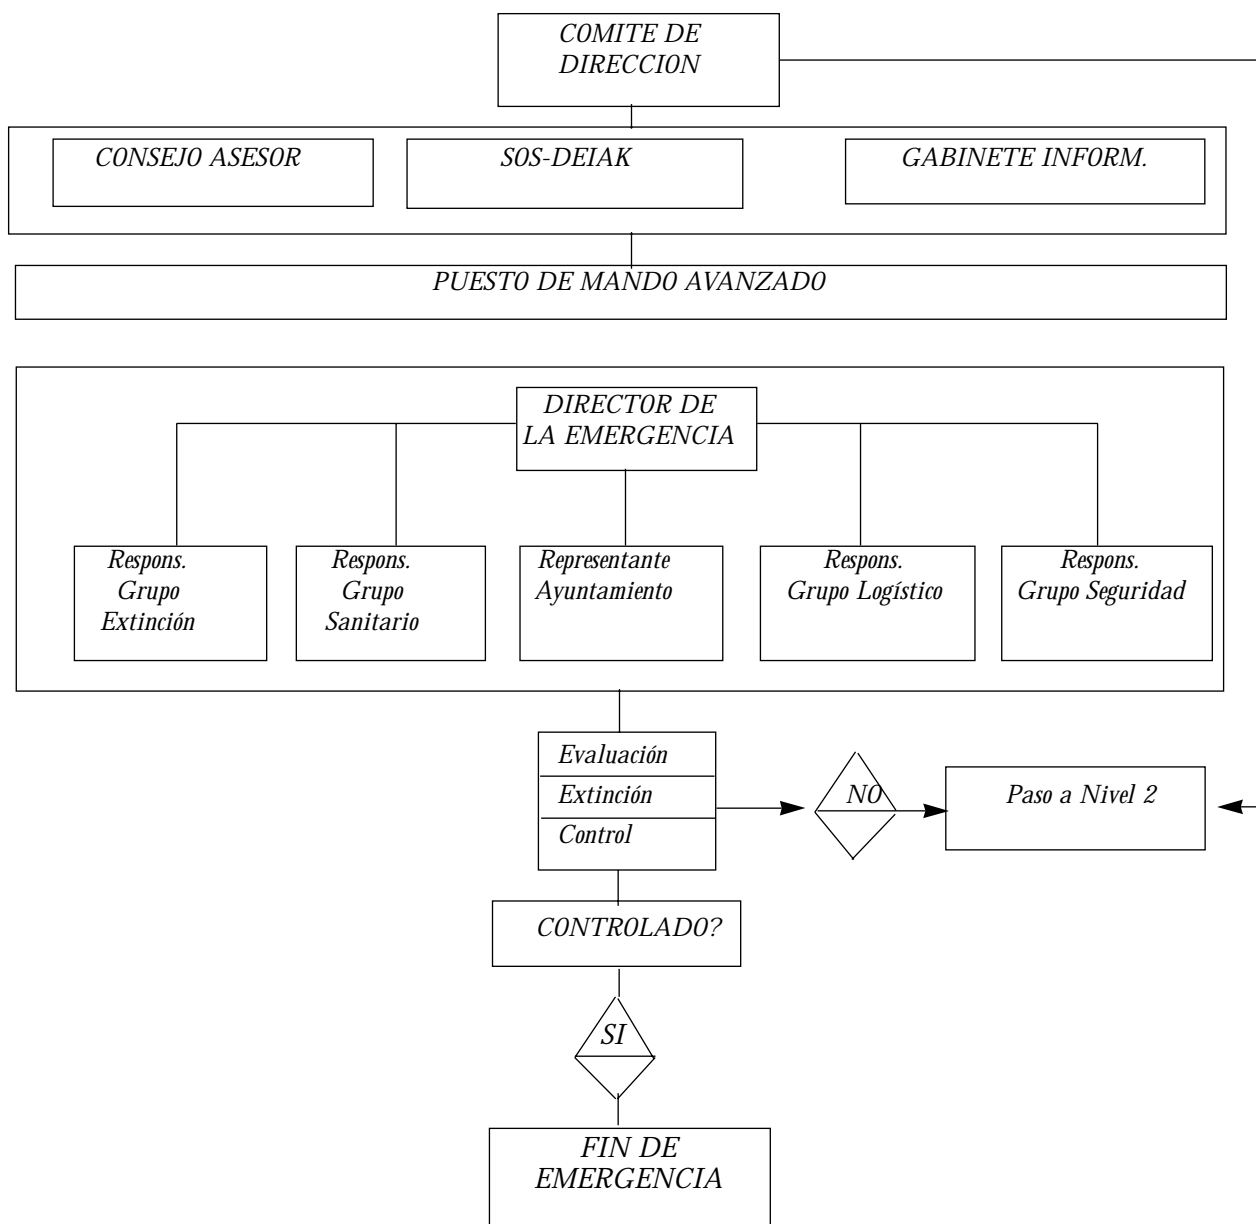 COMITE DE
DIRECCION
CONSEJO ASESOR
SOS-DEIAK
GABINETE INFORM.
PUESTO DE MANDO AVANZADO
DIRECTOR DE
LA EMERGENCIA
Respons.
Grupo
Extinción
Respons.
Grupo
Sanitario
Representante
Ayuntamiento
Respons.
Grupo Logístico
Respons.
Grupo Seguridad
Evaluación
Extinción
Control
NO
Paso a Nivel 2
CONTROLADO?
SI
FIN DE
EMERGENCIA